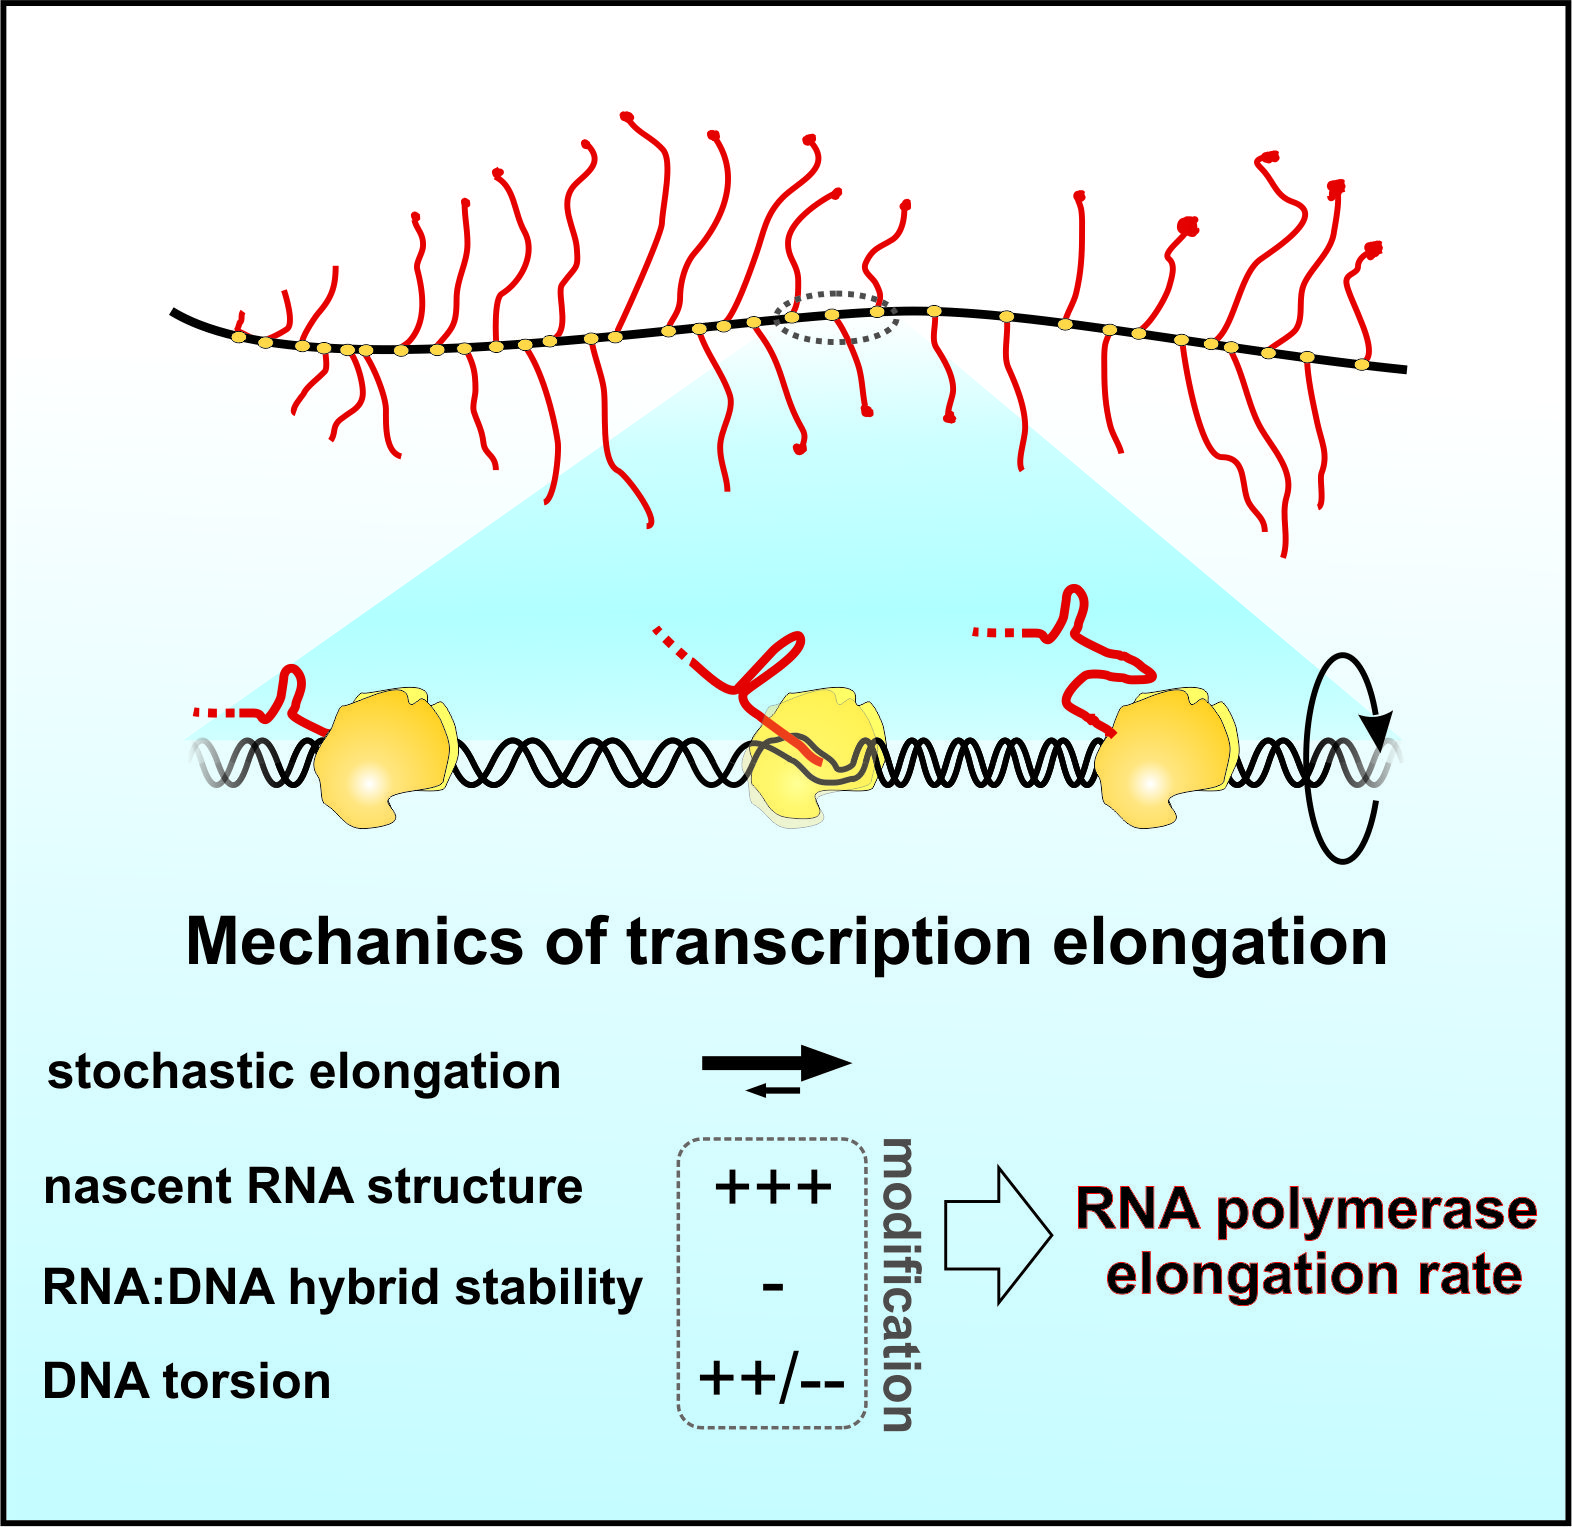 Mechanics of transcription elongation
stochastic elongation
nascent RNA structure +++
RNA:DNA hybrid stability -
DNA torsion ++/--
modification
RNA polymerase
elongation rate